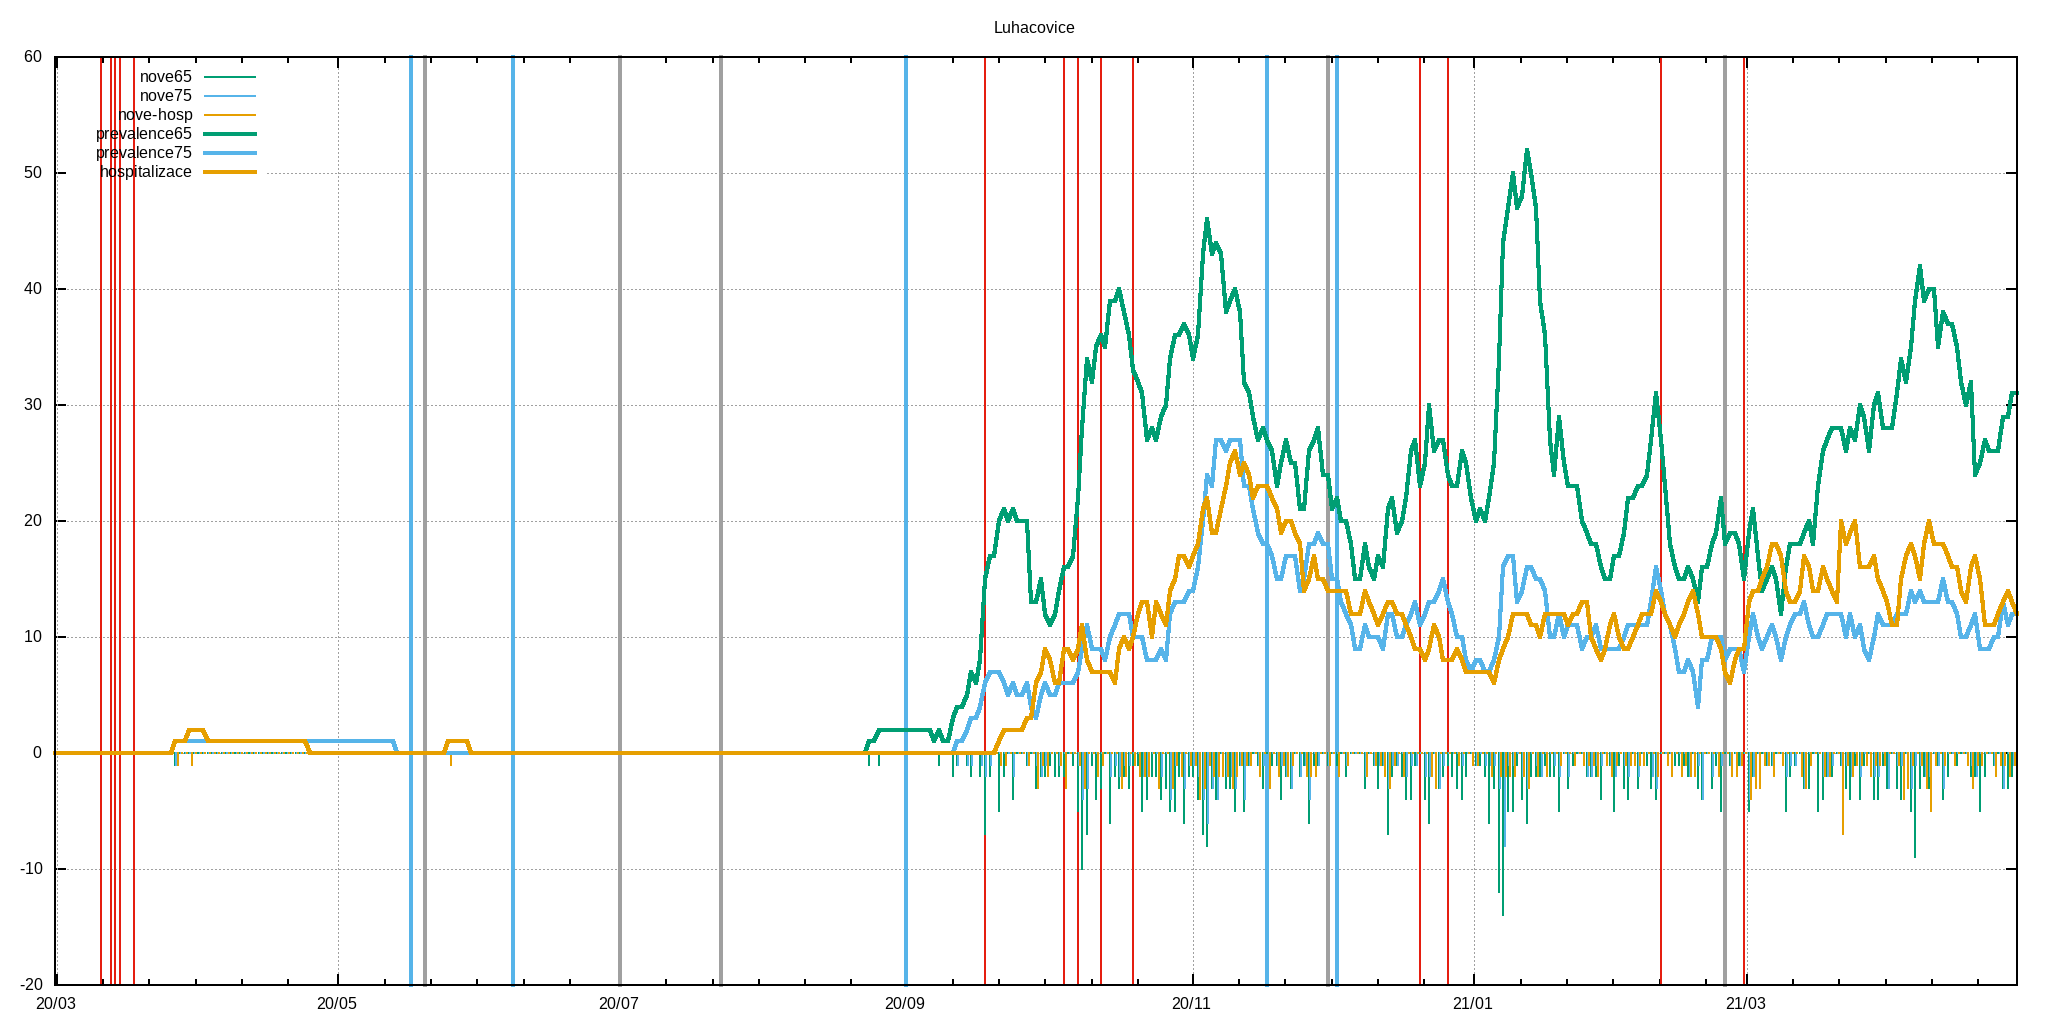 Luhacovice
60
50
40
30
20
10
0
-10
-20
nove65
nove75
nove-hosp
prevalence65
prevalence75
hospitalizace
20/03 20/05 20/07 20/09 20/11 21/01 21/03